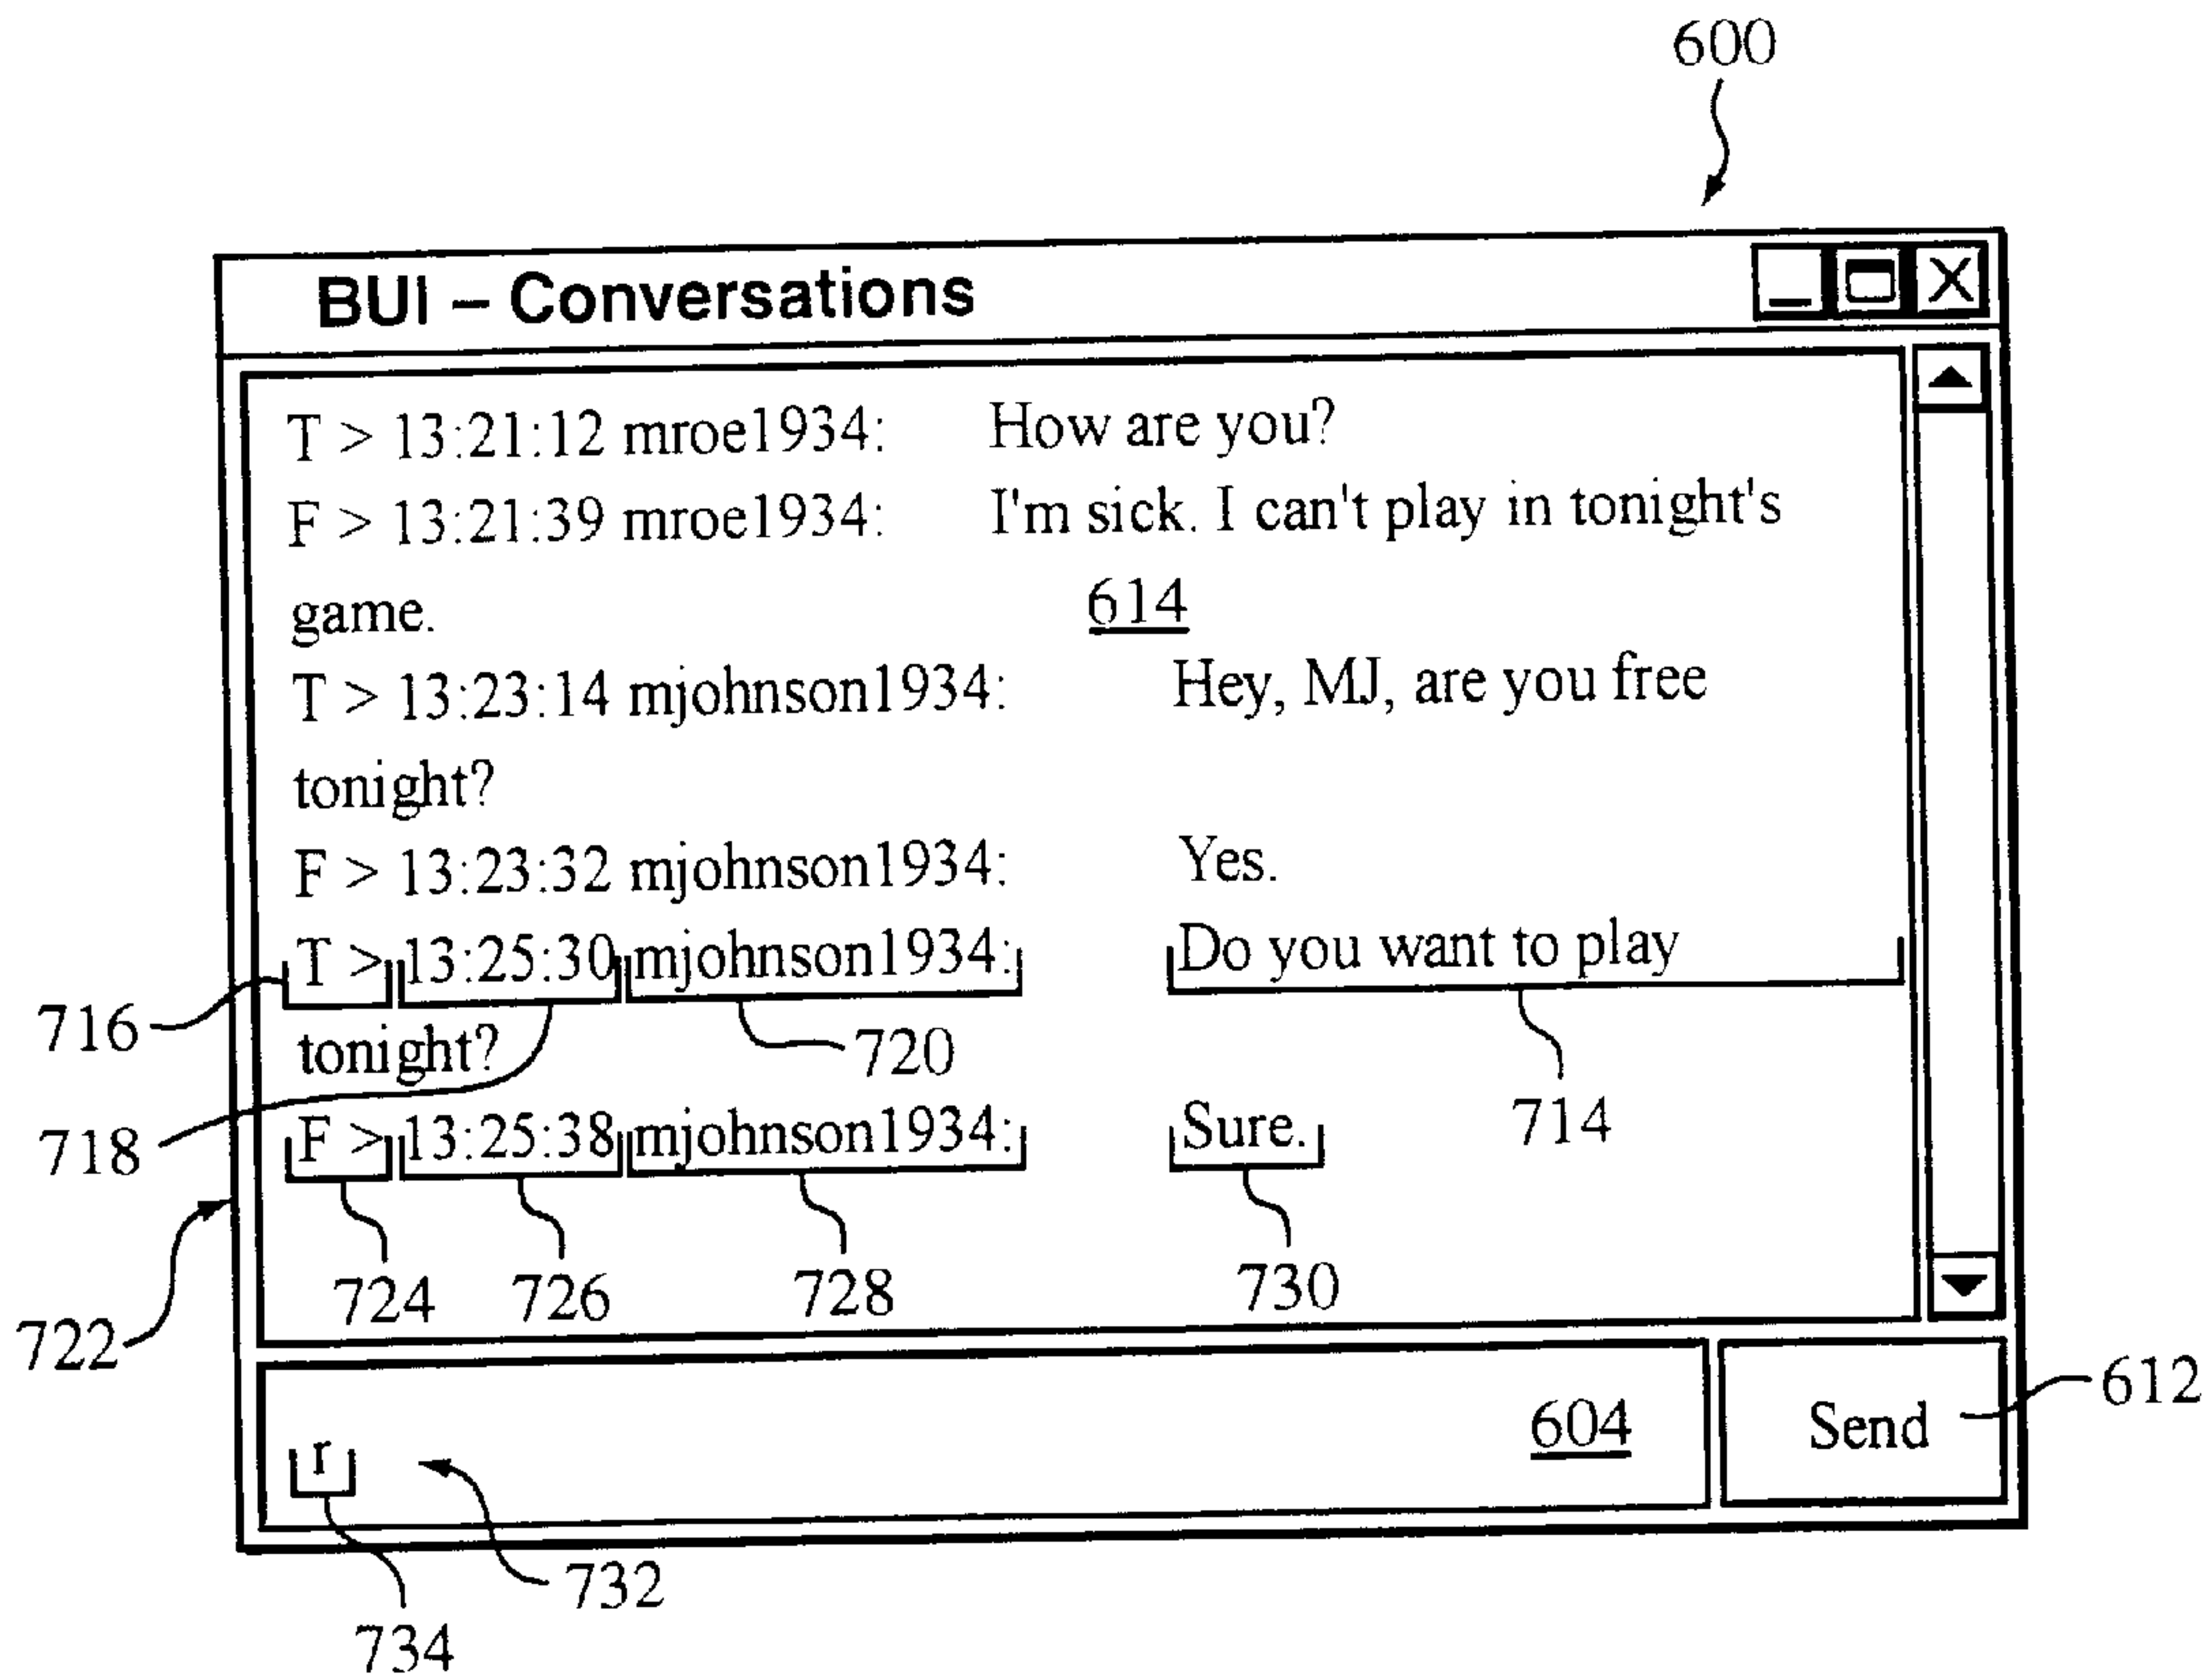 600
BUI – Conversations
T > 13:21:12 mroe1934: How are you?
F > 13:21:39 mroe1934: I'm sick. I can't play in tonight's
game.
614
T > 13:23:14 mjohnson1934: Hey, MJ, are you free
tonight?
F > 13:23:32 mjohnson1934: Yes.
T > 13:25:30 mjohnson1934: Do you want to play
716
tonight?
720
714
718
F > 13:25:38 mjohnson1934: Sure.
724
726
728
730
722
612
604
Send
r
732
734